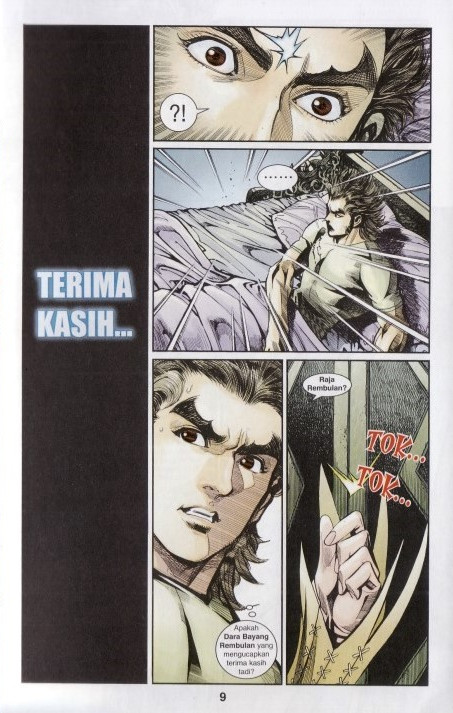 TERIMA
KASIH...
?!
......
Apakah
Dara Bayang
Rembulan yang
mengucapkan
terima kasih
tadi?
Raja
Rembulan?
TOK...
TOK...
9